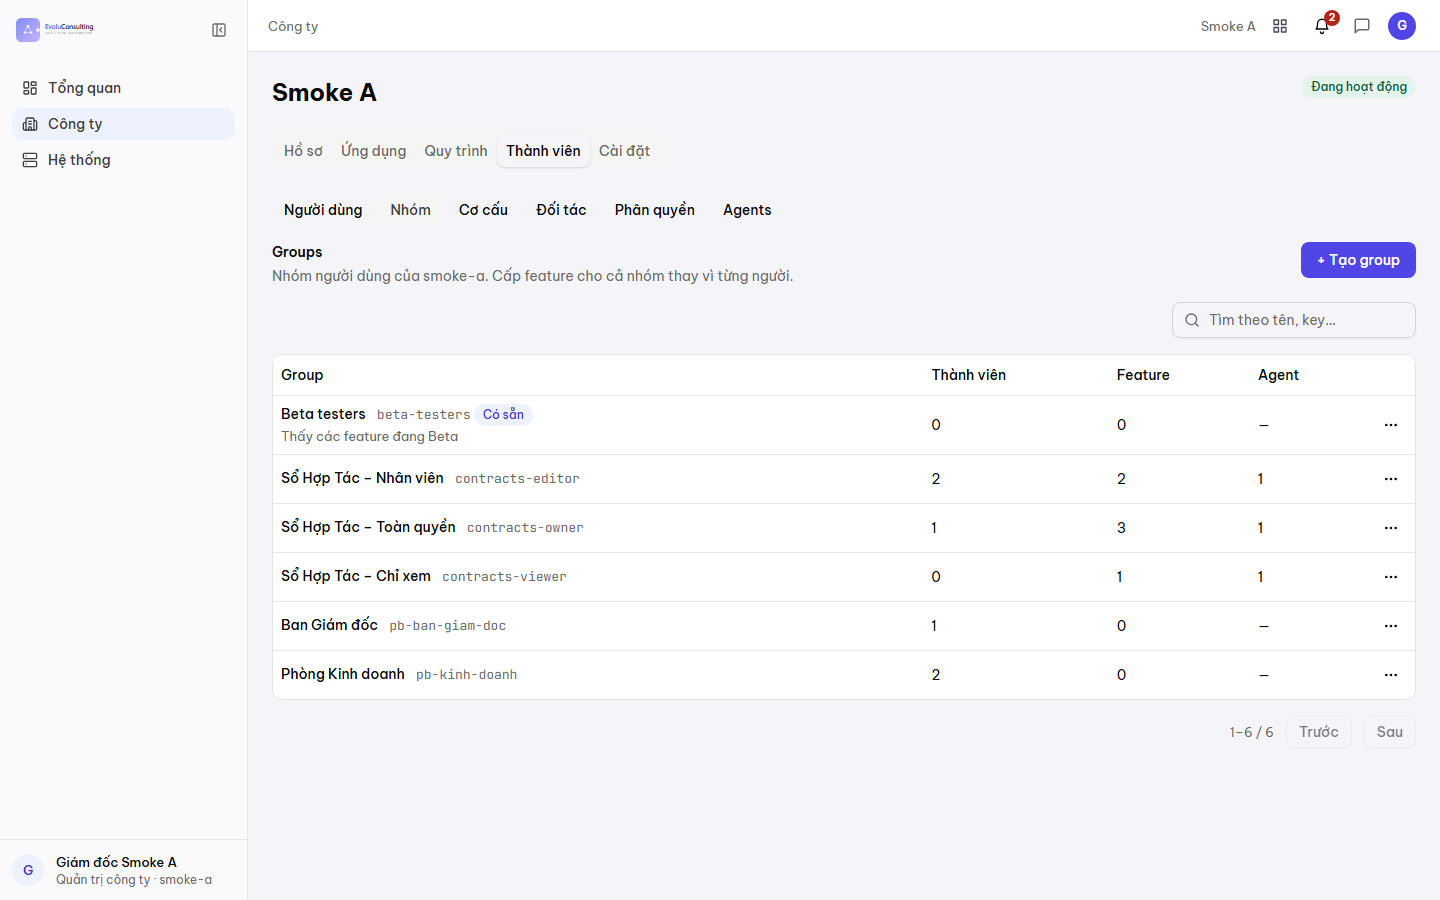 EvoluConsulting
Công ty
Smoke A
2
G
Tổng quan
Công ty
Hệ thống
Smoke A
Đang hoạt động
Hồ sơ
Ứng dụng
Quy trình
Thành viên
Cài đặt
Người dùng
Nhóm
Cơ cấu
Đối tác
Phân quyền
Agents
Groups
Nhóm người dùng của smoke-a. Cấp feature cho cả nhóm thay vì từng người.
+ Tạo group
Tìm theo tên, key...
Group Thành viên Feature Agent
Beta testers beta-testers Có sẵn 0 0 —
Thấy các feature đang Beta
Sổ Hợp Tác – Nhân viên contracts-editor 2 2 1
Sổ Hợp Tác – Toàn quyền contracts-owner 1 3 1
Sổ Hợp Tác – Chỉ xem contracts-viewer 0 1 1
Ban Giám đốc pb-ban-giam-doc 1 0 —
Phòng Kinh doanh pb-kinh-doanh 2 0 —
1–6 / 6
Trước
Sau
G
Giám đốc Smoke A
Quản trị công ty · smoke-a